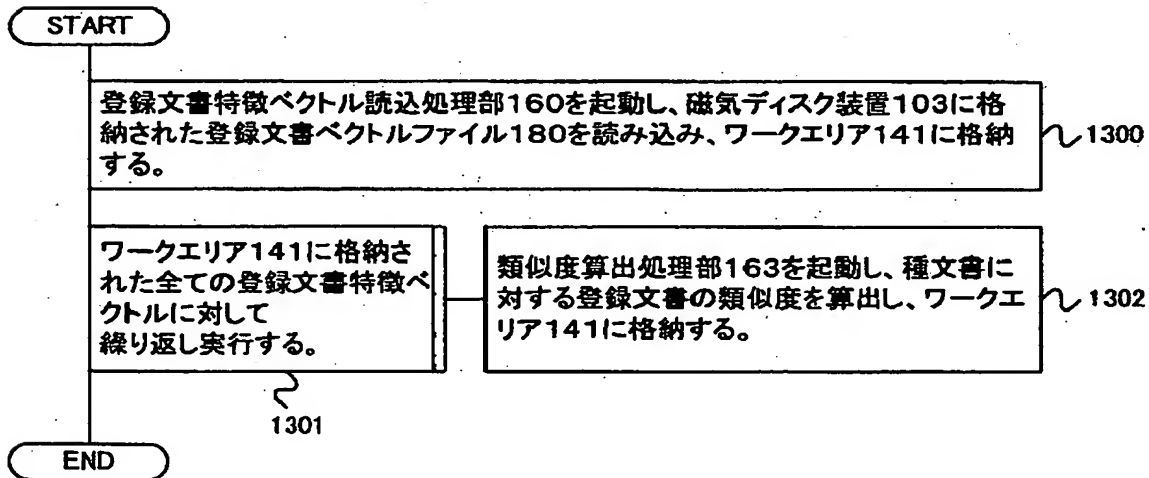 START
登録文書特徴ベクトル読込処理部160を起動し、磁気ディスク装置103に格
納された登録文書ベクトルファイル180を読み込み、ワークエリア141に格納
する。
1300
ワークエリア141に格納さ
れた全ての登録文書特徴ベ
クトルに対して
繰り返し実行する。
1301
類似度算出処理部163を起動し、種文書に
対する登録文書の類似度を算出し、ワークエ
リア141に格納する。
1302
END